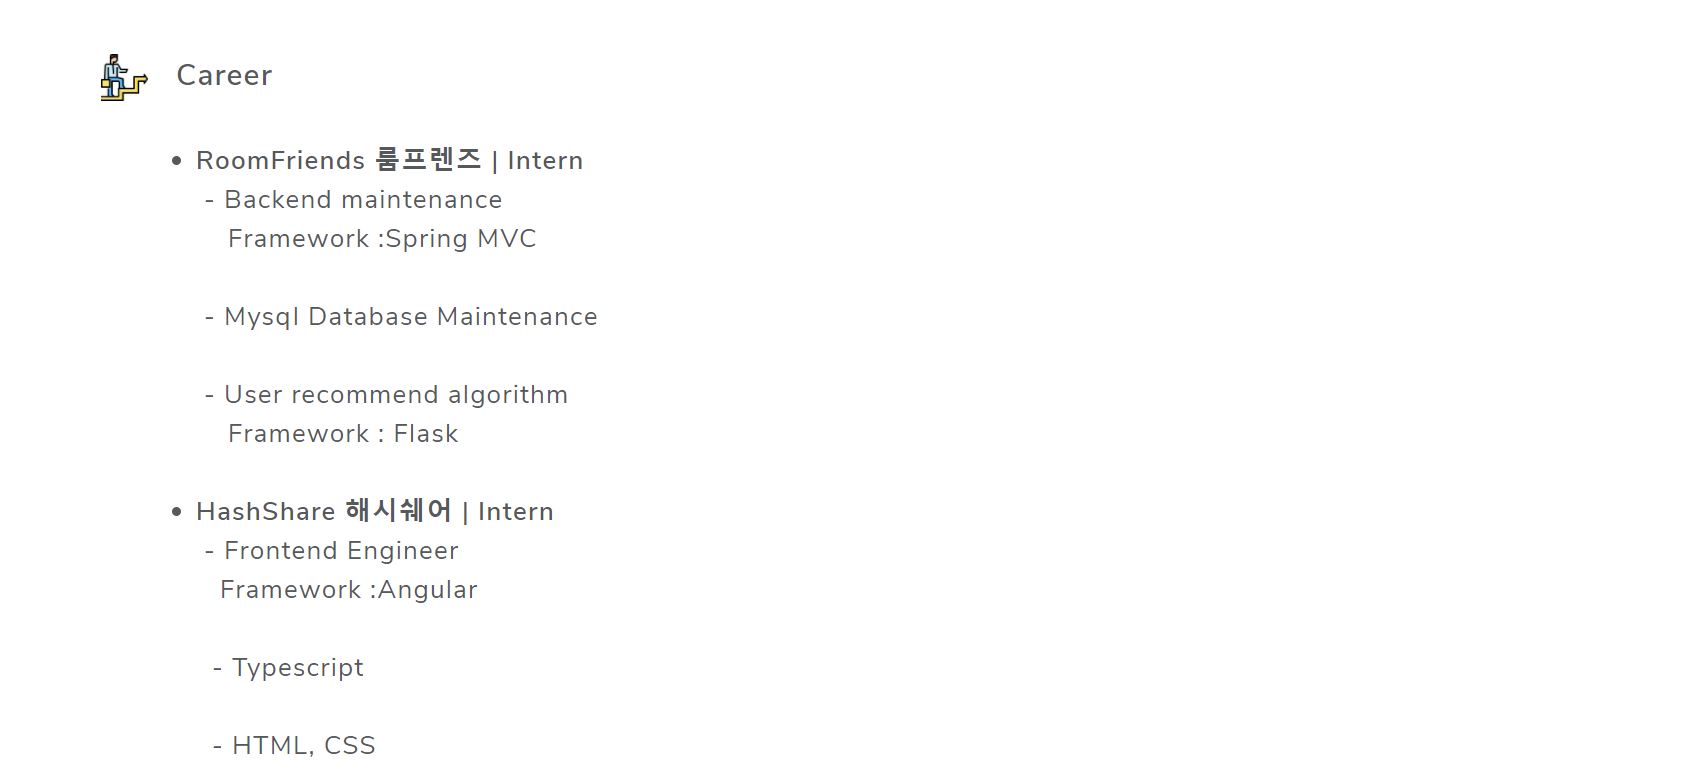 Career
• RoomFriends 룸프렌즈 | Intern
- Backend maintenance
Framework :Spring MVC
- Mysql Database Maintenance
- User recommend algorithm
Framework : Flask
• HashShare 해시쉐어 | Intern
- Frontend Engineer
Framework :Angular
- Typescript
- HTML, CSS